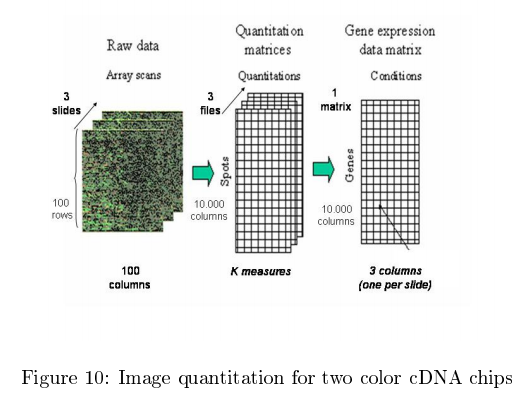 Raw data
Array scans
3
slides
100
rows
100
columns
Quantitation
matrices
Quantitations
3
files
Spots
10.000
columns
K measures
Gene expression
data matrix
Conditions
1
matrix
Genes
10.000
columns
3 columns
(one per slide)
Figure 10: Image quantitation for two color cDNA chips